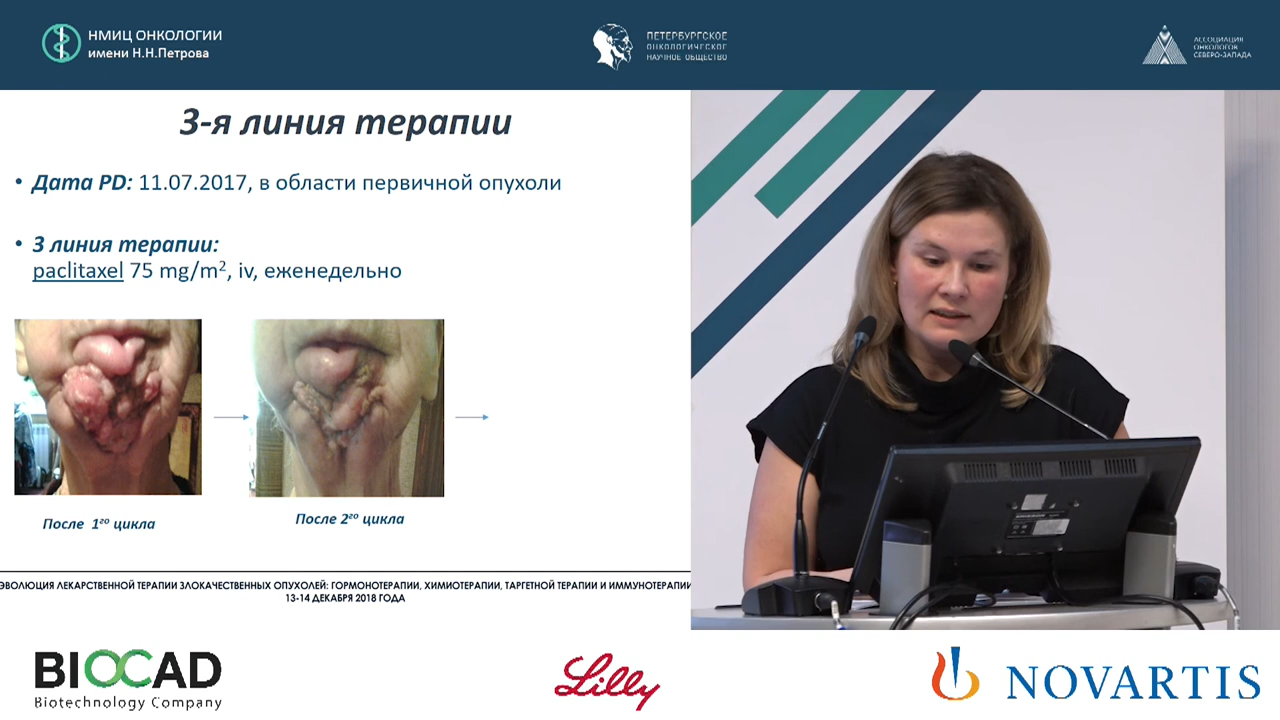 НМИЦ ОНКОЛОГИИ
имени Н.Н.Петрова
ПЕТЕРБУРГСКОЕ
ОНКОЛОГИЧЕСКОЕ
НАУЧНОЕ ОБЩЕСТВО
АССОЦИАЦИЯ
ОНКОЛОГОВ
СЕВЕРО-ЗАПАДА
3-я линия терапии
• Дата PD: 11.07.2017, в области первичной опухоли
• 3 линия терапии:
paclitaxel 75 mg/m², iv, еженедельно
После 1го цикла
После 2го цикла
ЭВОЛЮЦИЯ ЛЕКАРСТВЕННОЙ ТЕРАПИИ ЗЛОКАЧЕСТВЕННЫХ ОПУХОЛЕЙ: ГОРМОНОТЕРАПИИ, ХИМИОТЕРАПИИ, ТАРГЕТНОЙ ТЕРАПИИ И ИММУНОТЕРАПИИ
13-14 ДЕКАБРЯ 2018 ГОДА
BIOCAD
Biotechnology Company
Lilly
NOVARTIS